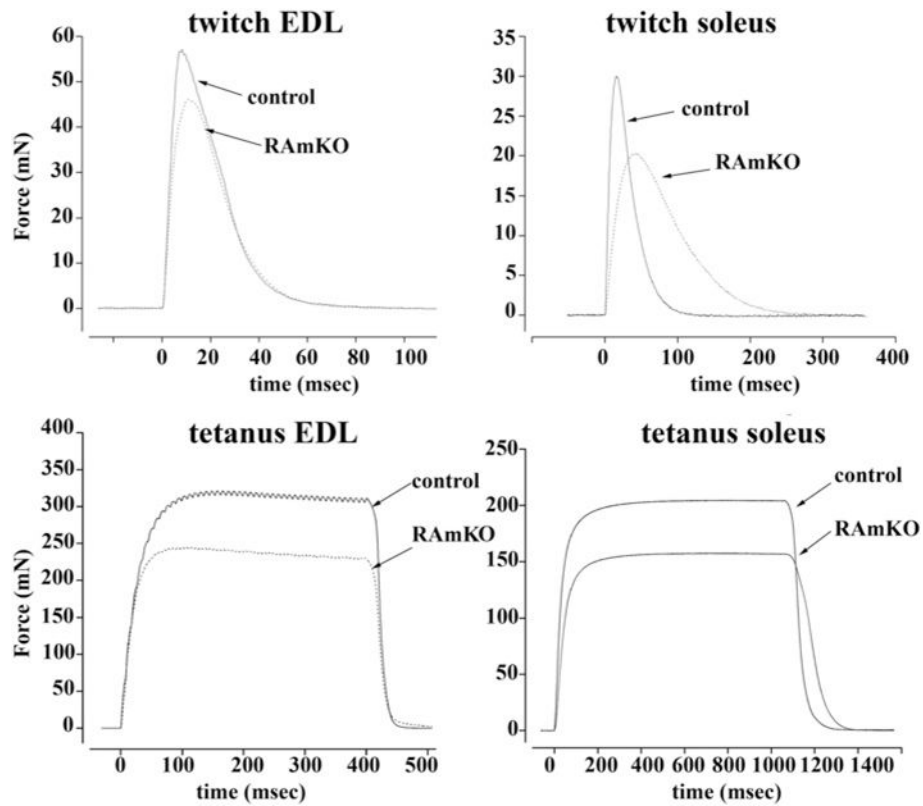 twitch EDL
60
50
40
30
20
10
0
Force (mN)
control
RAmKO
0 20 40 60 80 100
time (msec)
twitch soleus
35
30
25
20
15
10
5
0
control
RAmKO
0 100 200 300 400
time (msec)
tetanus EDL
400
350
300
250
200
150
100
50
0
Force (mN)
control
RAmKO
0 100 200 300 400 500
time (msec)
tetanus soleus
250
200
150
100
50
0
control
RAmKO
0 200 400 600 800 1000 1200 1400
time (msec)